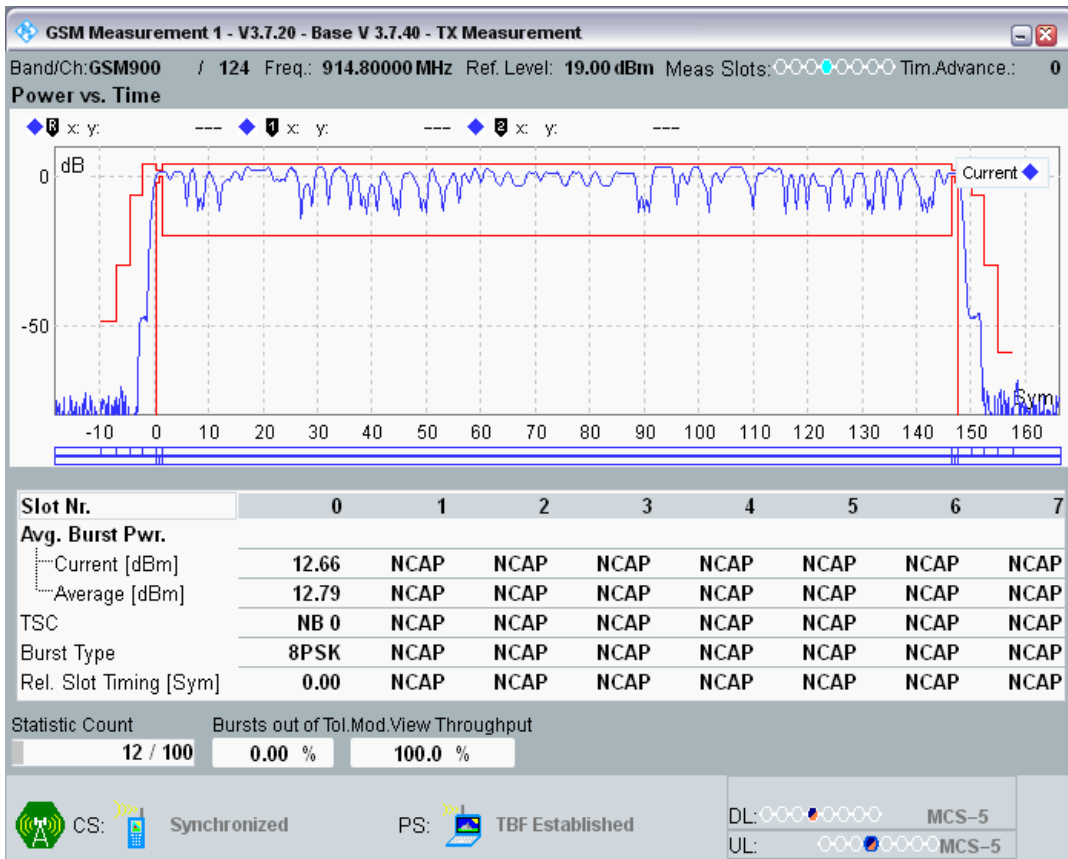 GSM Measurement 1 - V3.7.20 - Base V 3.7.40 - TX Measurement
Band/Ch:GSM900 / 124 Freq.: 914.80000 MHz Ref. Level: 19.00 dBm Meas Slots: Tim.Advance.: 0
Power vs. Time
R x: y: --- 1 x: y: --- 2 x: y: ---
dB
Current
0
-50
Sym
-10 0 10 20 30 40 50 60 70 80 90 100 110 120 130 140 150 160
Slot Nr. 0 1 2 3 4 5 6 7
Avg. Burst Pwr.
Current [dBm] 12.66 NCAP NCAP NCAP NCAP NCAP NCAP NCAP
Average [dBm] 12.79 NCAP NCAP NCAP NCAP NCAP NCAP NCAP
TSC NB 0 NCAP NCAP NCAP NCAP NCAP NCAP NCAP
Burst Type 8PSK NCAP NCAP NCAP NCAP NCAP NCAP NCAP
Rel. Slot Timing [Sym] 0.00 NCAP NCAP NCAP NCAP NCAP NCAP NCAP
Statistic Count Bursts out of Tol.Mod.View Throughput
12 / 100 0.00 % 100.0 %
CS: Synchronized PS: TBF Established DL: MCS-5
UL: MCS-5